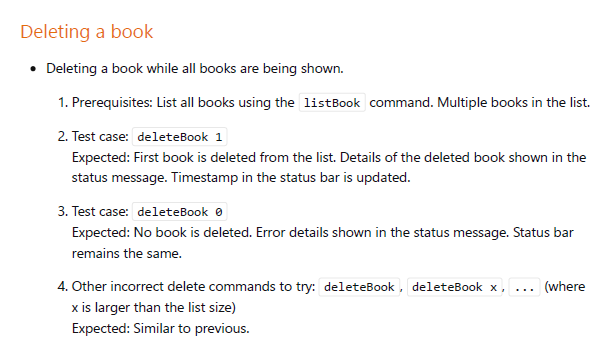 Deleting a book
• Deleting a book while all books are being shown.
1. Prerequisites: List all books using the listBook command. Multiple books in the list.
2. Test case: deleteBook 1
Expected: First book is deleted from the list. Details of the deleted book shown in the
status message. Timestamp in the status bar is updated.
3. Test case: deleteBook 0
Expected: No book is deleted. Error details shown in the status message. Status bar
remains the same.
4. Other incorrect delete commands to try: deleteBook, deleteBook x, ... (where
x is larger than the list size)
Expected: Similar to previous.